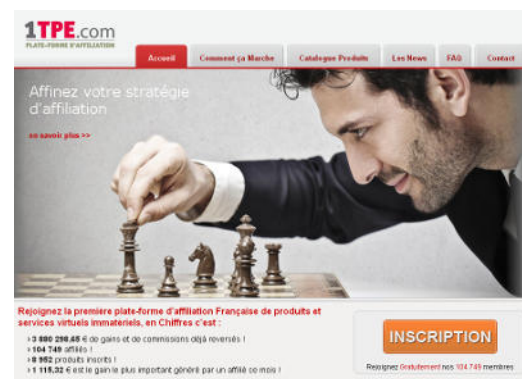 1TPE.com
PLATE-FORME D'AFFILIATION
Accueil Comment ça Marche Catalogue Produits Les News FAQ Contact
Affinez votre stratégie
d'affiliation
en savoir plus >>
Rejoignez la première plate-forme d'affiliation Française de produits et
services virtuels immatériels, en Chiffres c'est :
› 3 880 298,65 € de gains et de commissions déjà reversés !
› 104 749 affiliés !
› 8 952 produits inscrits !
› 1 115,32 € est le gain le plus important généré par un affilié ce mois !
INSCRIPTION
Rejoignez Gratuitement nos 104.749 membres